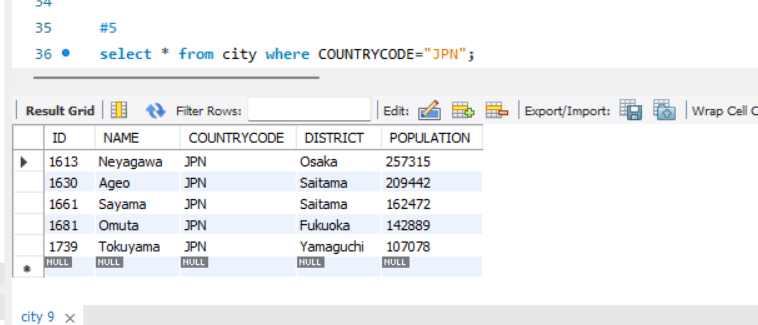 34
35 #5
36 select * from city where COUNTRYCODE="JPN";
Result Grid Filter Rows: Edit: Export/Import: Wrap Cell C
ID NAME COUNTRYCODE DISTRICT POPULATION
1613 Neyagawa JPN Osaka 257315
1630 Ageo JPN Saitama 209442
1661 Sayama JPN Saitama 162472
1681 Omuta JPN Fukuoka 142889
1739 Tokuyama JPN Yamaguchi 107078
NULL NULL NULL NULL NULL
city 9